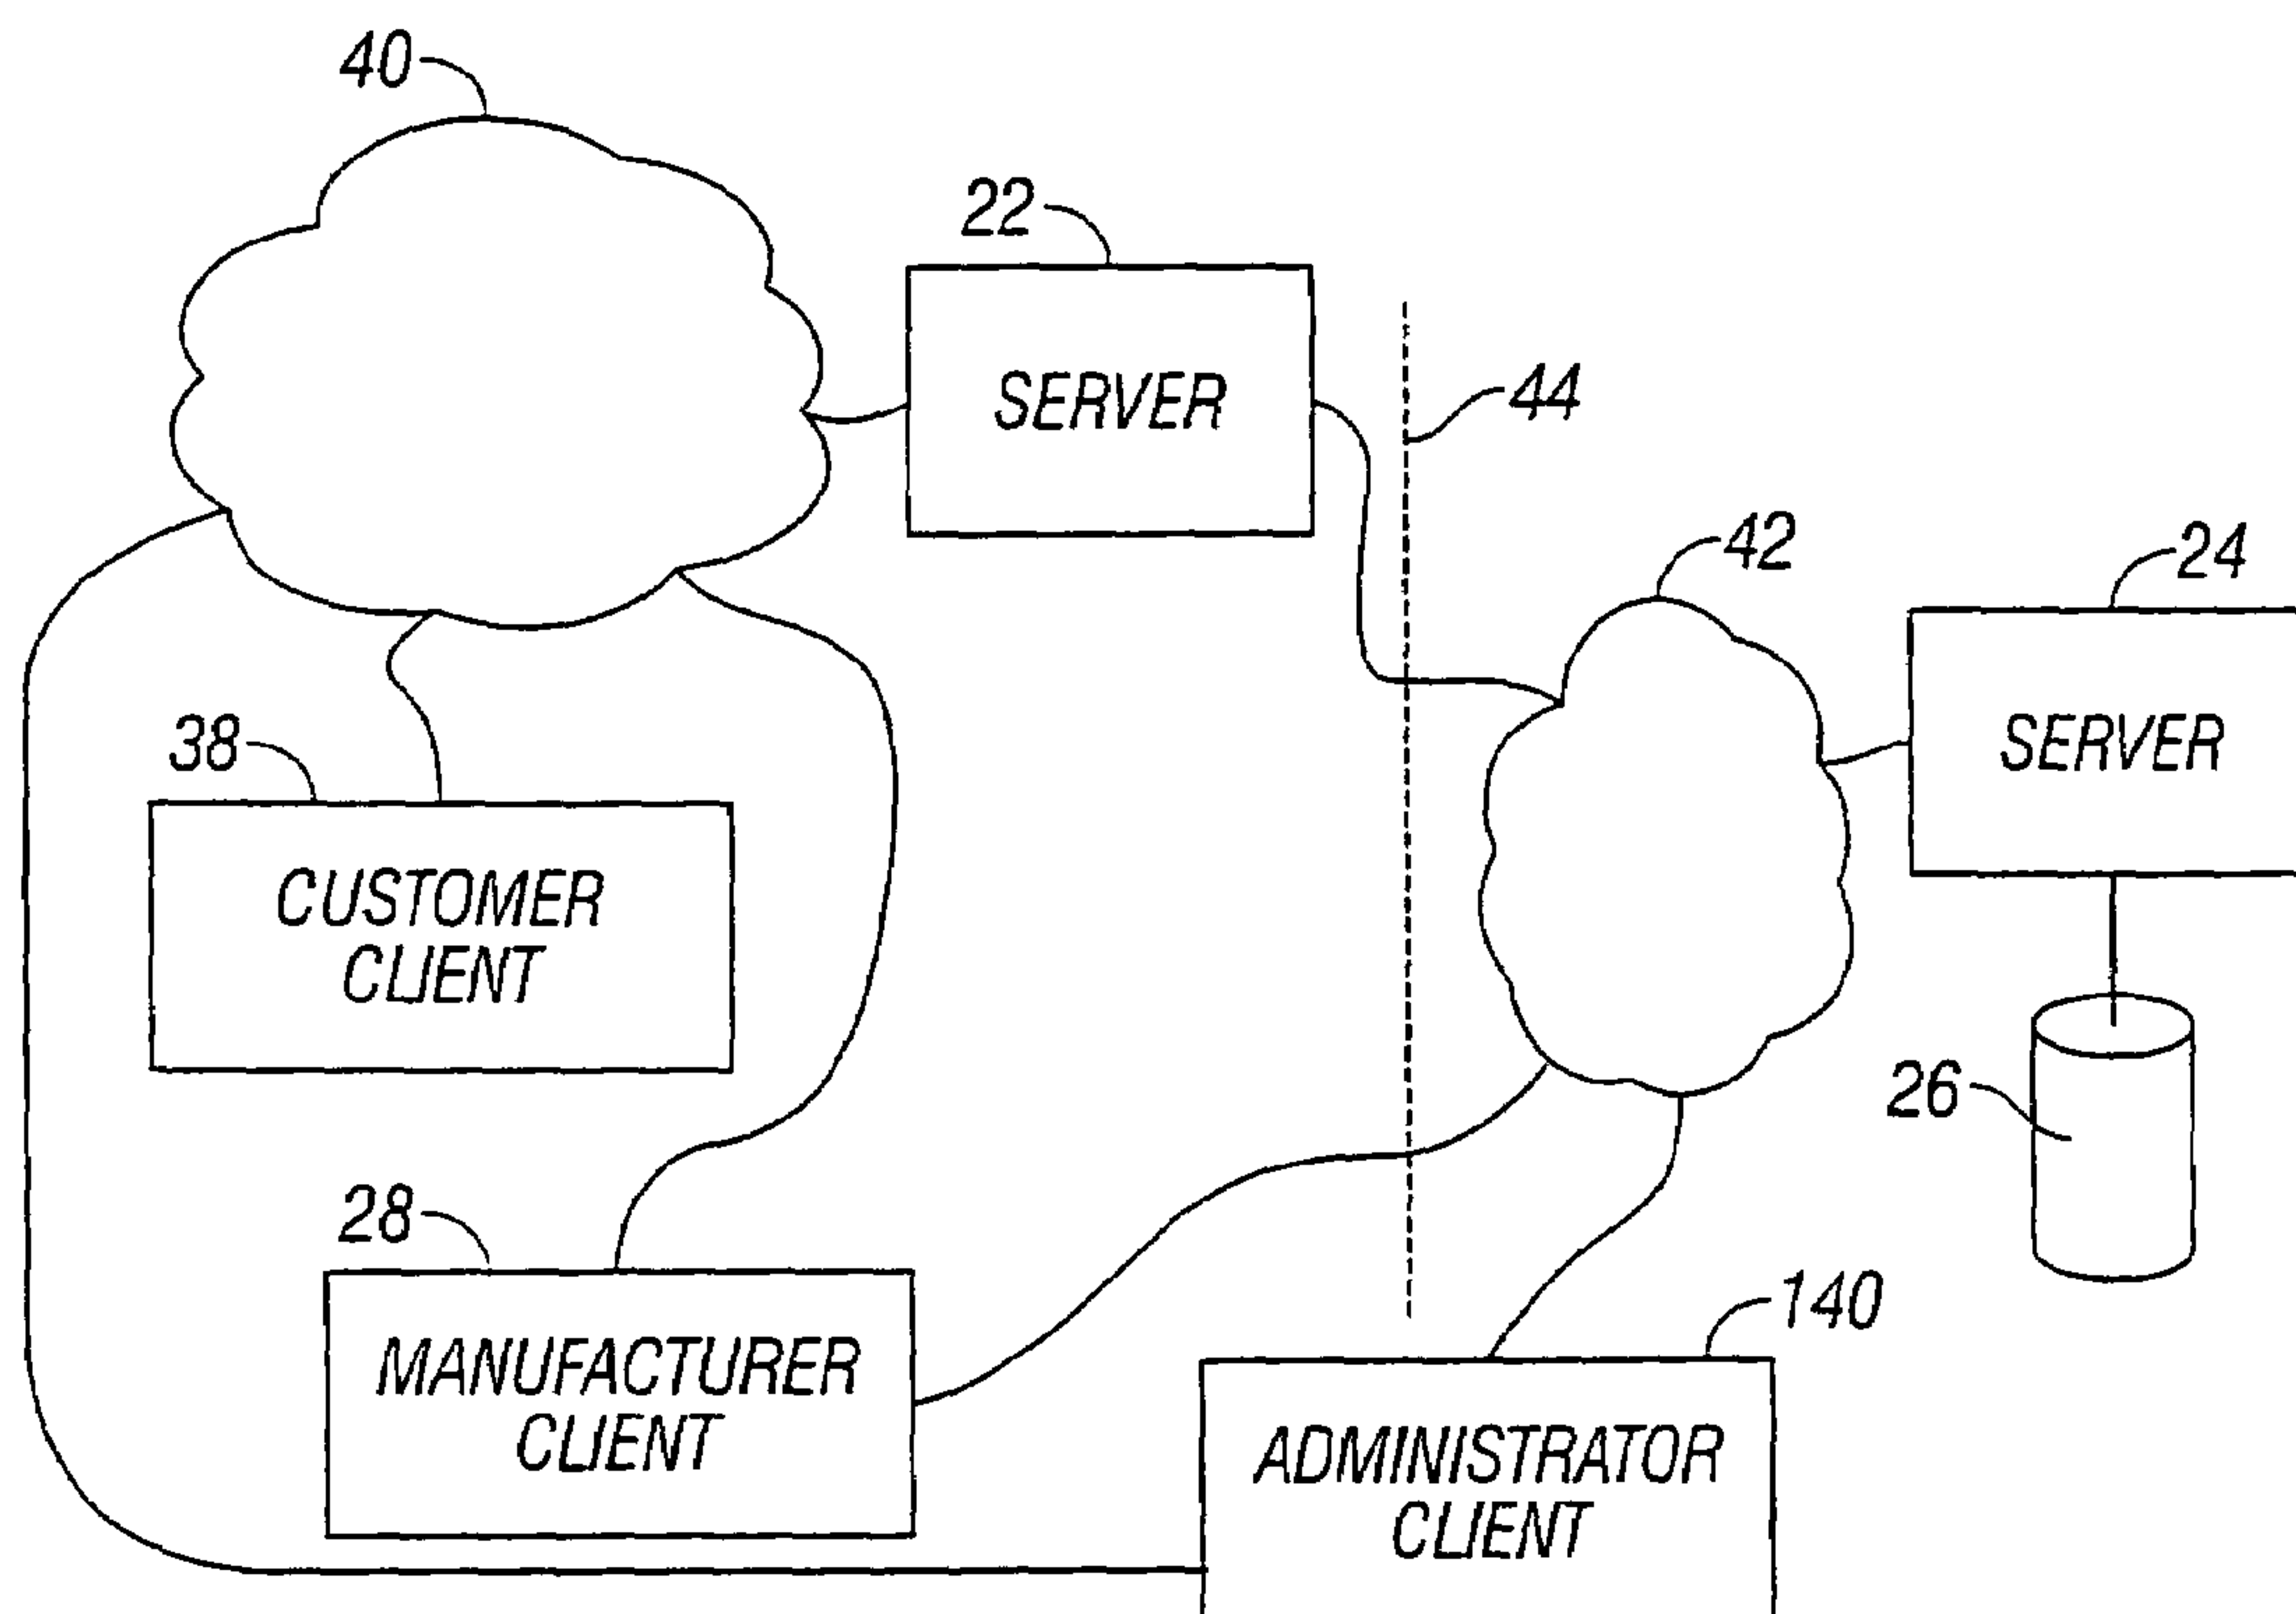 40
22
SERVER
44
42
24
SERVER
38
CUSTOMER
CLIENT
26
28
MANUFACTURER
CLIENT
140
ADMINISTRATOR
CLIENT